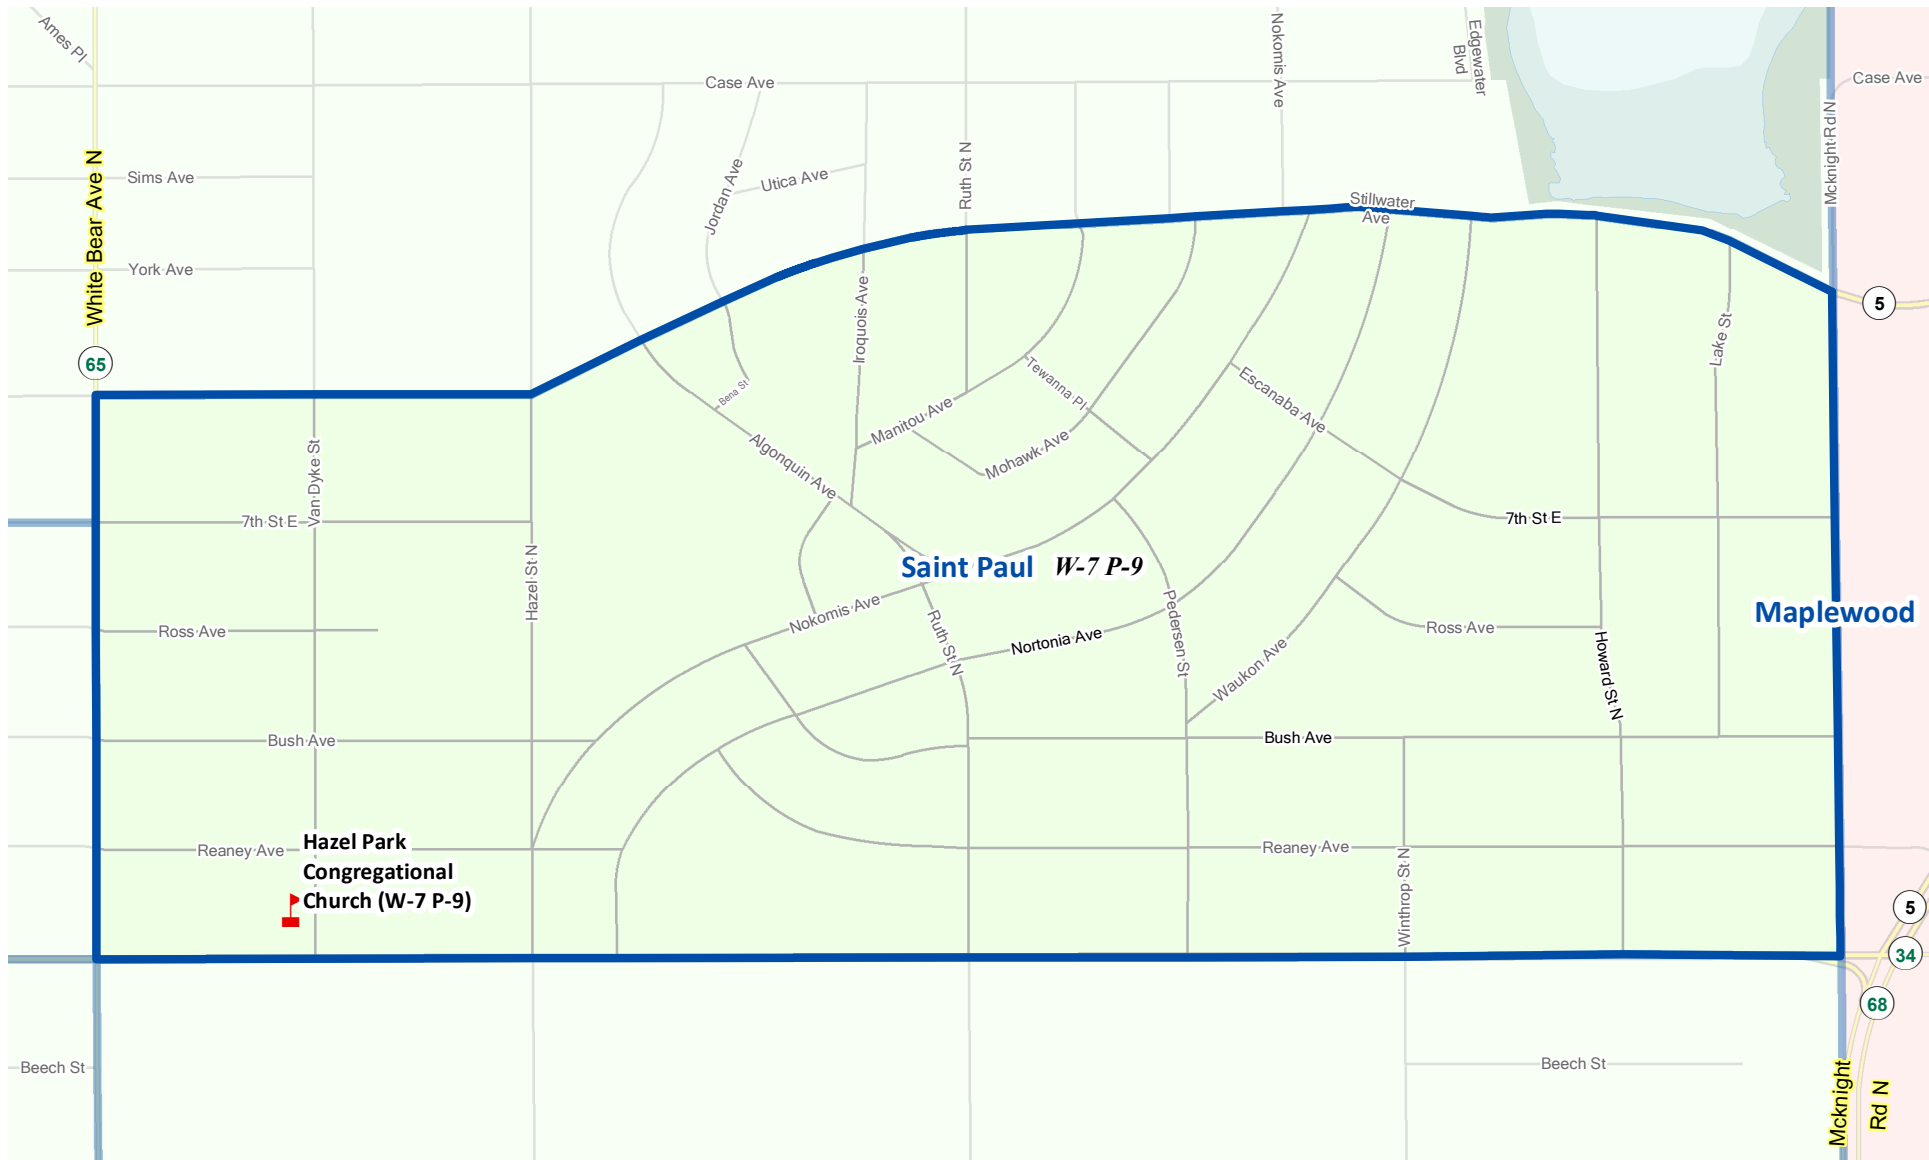 Ames Pl
Case Ave
Nokomis Ave
Edgewater
Blvd
Case Ave
White Bear Ave N
Sims Ave
Jordan Ave
Utica Ave
Ruth St N
Mcknight Rd N
Stillwater
Ave
York Ave
65
Iroquois Ave
5
Lake St
Bena St
Tewanna Pl
Escanaba Ave
Manitou Ave
Mohawk Ave
Algonquin Ave
Van Dyke St
7th St E
7th St E
Hazel St N
Saint Paul
W-7 P-9
Nokomis Ave
Ross Ave
Ruth St N
Nortonia Ave
Pedersen St
Waukon Ave
Ross Ave
Maplewood
Howard St N
Bush Ave
Bush Ave
Reaney Ave
Hazel Park
Congregational
Church (W-7 P-9)
Reaney Ave
Winthrop St N
5
34
68
Beech St
Beech St
Mcknight
Rd N